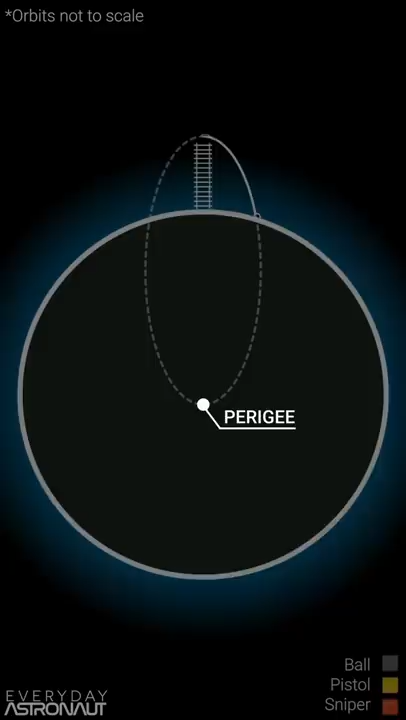 *Orbits not to scale
PERIGEE
Ball
Pistol
Sniper
EVERYDAY
ASTRONAUT